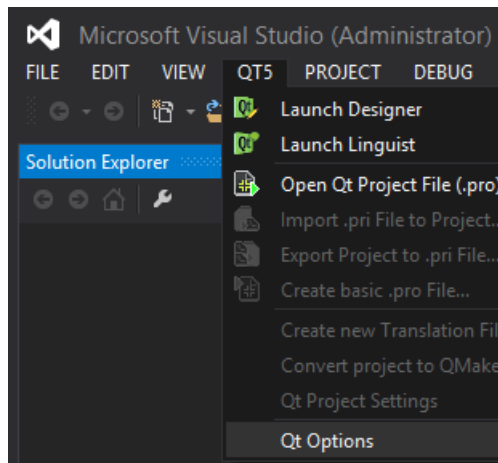 Microsoft Visual Studio (Administrator)
FILE EDIT VIEW QT5 PROJECT DEBUG
Launch Designer
Launch Linguist
Solution Explorer
Open Qt Project File (.pro)
Import .pri File to Project...
Export Project to .pri File...
Create basic .pro File...
Create new Translation Fil
Convert project to QMake
Qt Project Settings
Qt Options